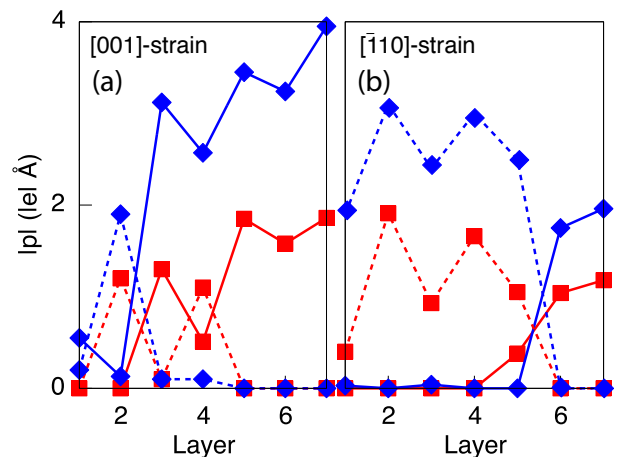 4
[001]-strain
[1̄10]-strain
(a)
(b)
|p| (|e| Å)
2
0
2
4
6
2
4
6
Layer
Layer